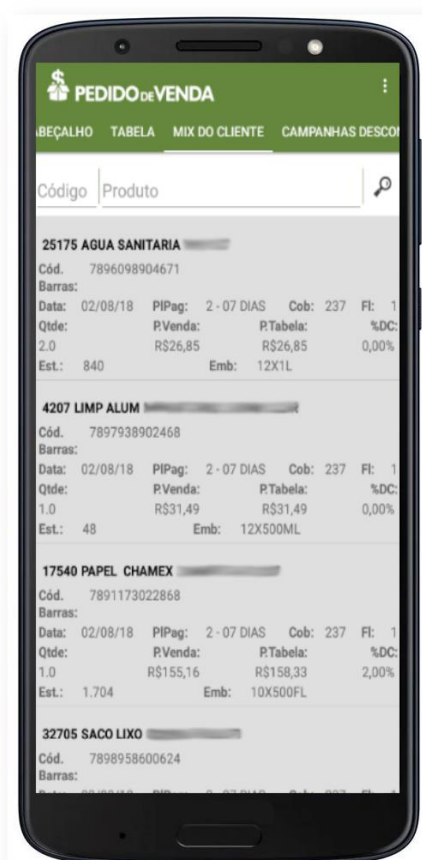 PEDIDO DE VENDA
ABEÇALHO TABELA MIX DO CLIENTE CAMPANHAS DESCO
Código Produto
25175 AGUA SANITARIA
Cód. Barras: 7896098904671
Data: 02/08/18 PlPag: 2 - 07 DIAS Cob: 237 Fl: 1
Qtde: P.Venda: P.Tabela: %DC:
2.0 R$26,85 R$26,85 0,00%
Est.: 840 Emb: 12X1L
4207 LIMP ALUM
Cód. Barras: 7897938902468
Data: 02/08/18 PlPag: 2 - 07 DIAS Cob: 237 Fl: 1
Qtde: P.Venda: P.Tabela: %DC:
1.0 R$31,49 R$31,49 0,00%
Est.: 48 Emb: 12X500ML
17540 PAPEL CHAMEX
Cód. Barras: 7891173022868
Data: 02/08/18 PlPag: 2 - 07 DIAS Cob: 237 Fl: 1
Qtde: P.Venda: P.Tabela: %DC:
1.0 R$155,16 R$158,33 2,00%
Est.: 1.704 Emb: 10X500FL
32705 SACO LIXO
Cód. Barras: 7898958600624